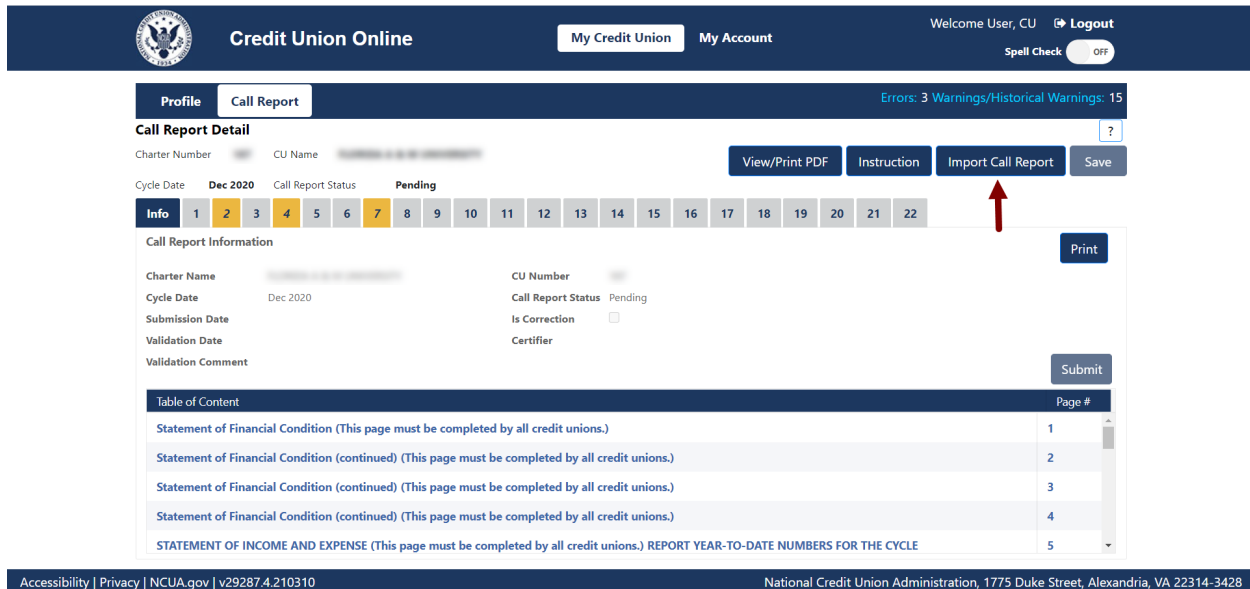 Credit Union Online
My Credit Union
My Account
Welcome User, CU
Logout
Spell Check
OFF
Profile
Call Report
Errors: 3 Warnings/Historical Warnings: 15
Call Report Detail
?
Charter Number
CU Name
View/Print PDF
Instruction
Import Call Report
Save
Cycle Date Dec 2020 Call Report Status Pending
Info 1 2 3 4 5 6 7 8 9 10 11 12 13 14 15 16 17 18 19 20 21 22
Call Report Information
Print
Charter Name
CU Number
Cycle Date Dec 2020
Call Report Status Pending
Submission Date
Is Correction
Validation Date
Certifier
Validation Comment
Submit
Table of Content Page #
Statement of Financial Condition (This page must be completed by all credit unions.) 1
Statement of Financial Condition (continued) (This page must be completed by all credit unions.) 2
Statement of Financial Condition (continued) (This page must be completed by all credit unions.) 3
Statement of Financial Condition (continued) (This page must be completed by all credit unions.) 4
STATEMENT OF INCOME AND EXPENSE (This page must be completed by all credit unions.) REPORT YEAR-TO-DATE NUMBERS FOR THE CYCLE 5
Accessibility | Privacy | NCUA.gov | v29287.4.210310
National Credit Union Administration, 1775 Duke Street, Alexandria, VA 22314-3428